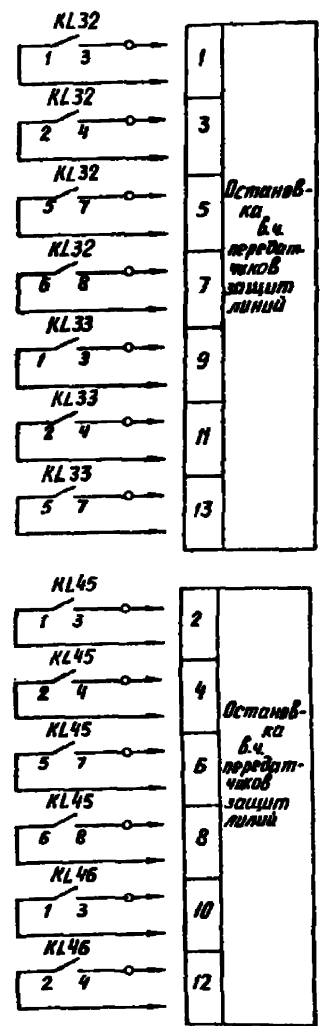 KL32
1 3
1
KL32
2 4
3
KL32
5 7
5
KL32
6 8
7
KL33
1 3
9
KL33
2 4
11
KL33
5 7
13
Останов-
ка
в.ч.
передат-
чиков
защит
линий
KL45
1 3
2
KL45
2 4
4
KL45
5 7
6
KL45
6 8
8
KL46
1 3
10
KL46
2 4
12
Останов-
ка
в.ч.
передат-
чиков
защит
линий